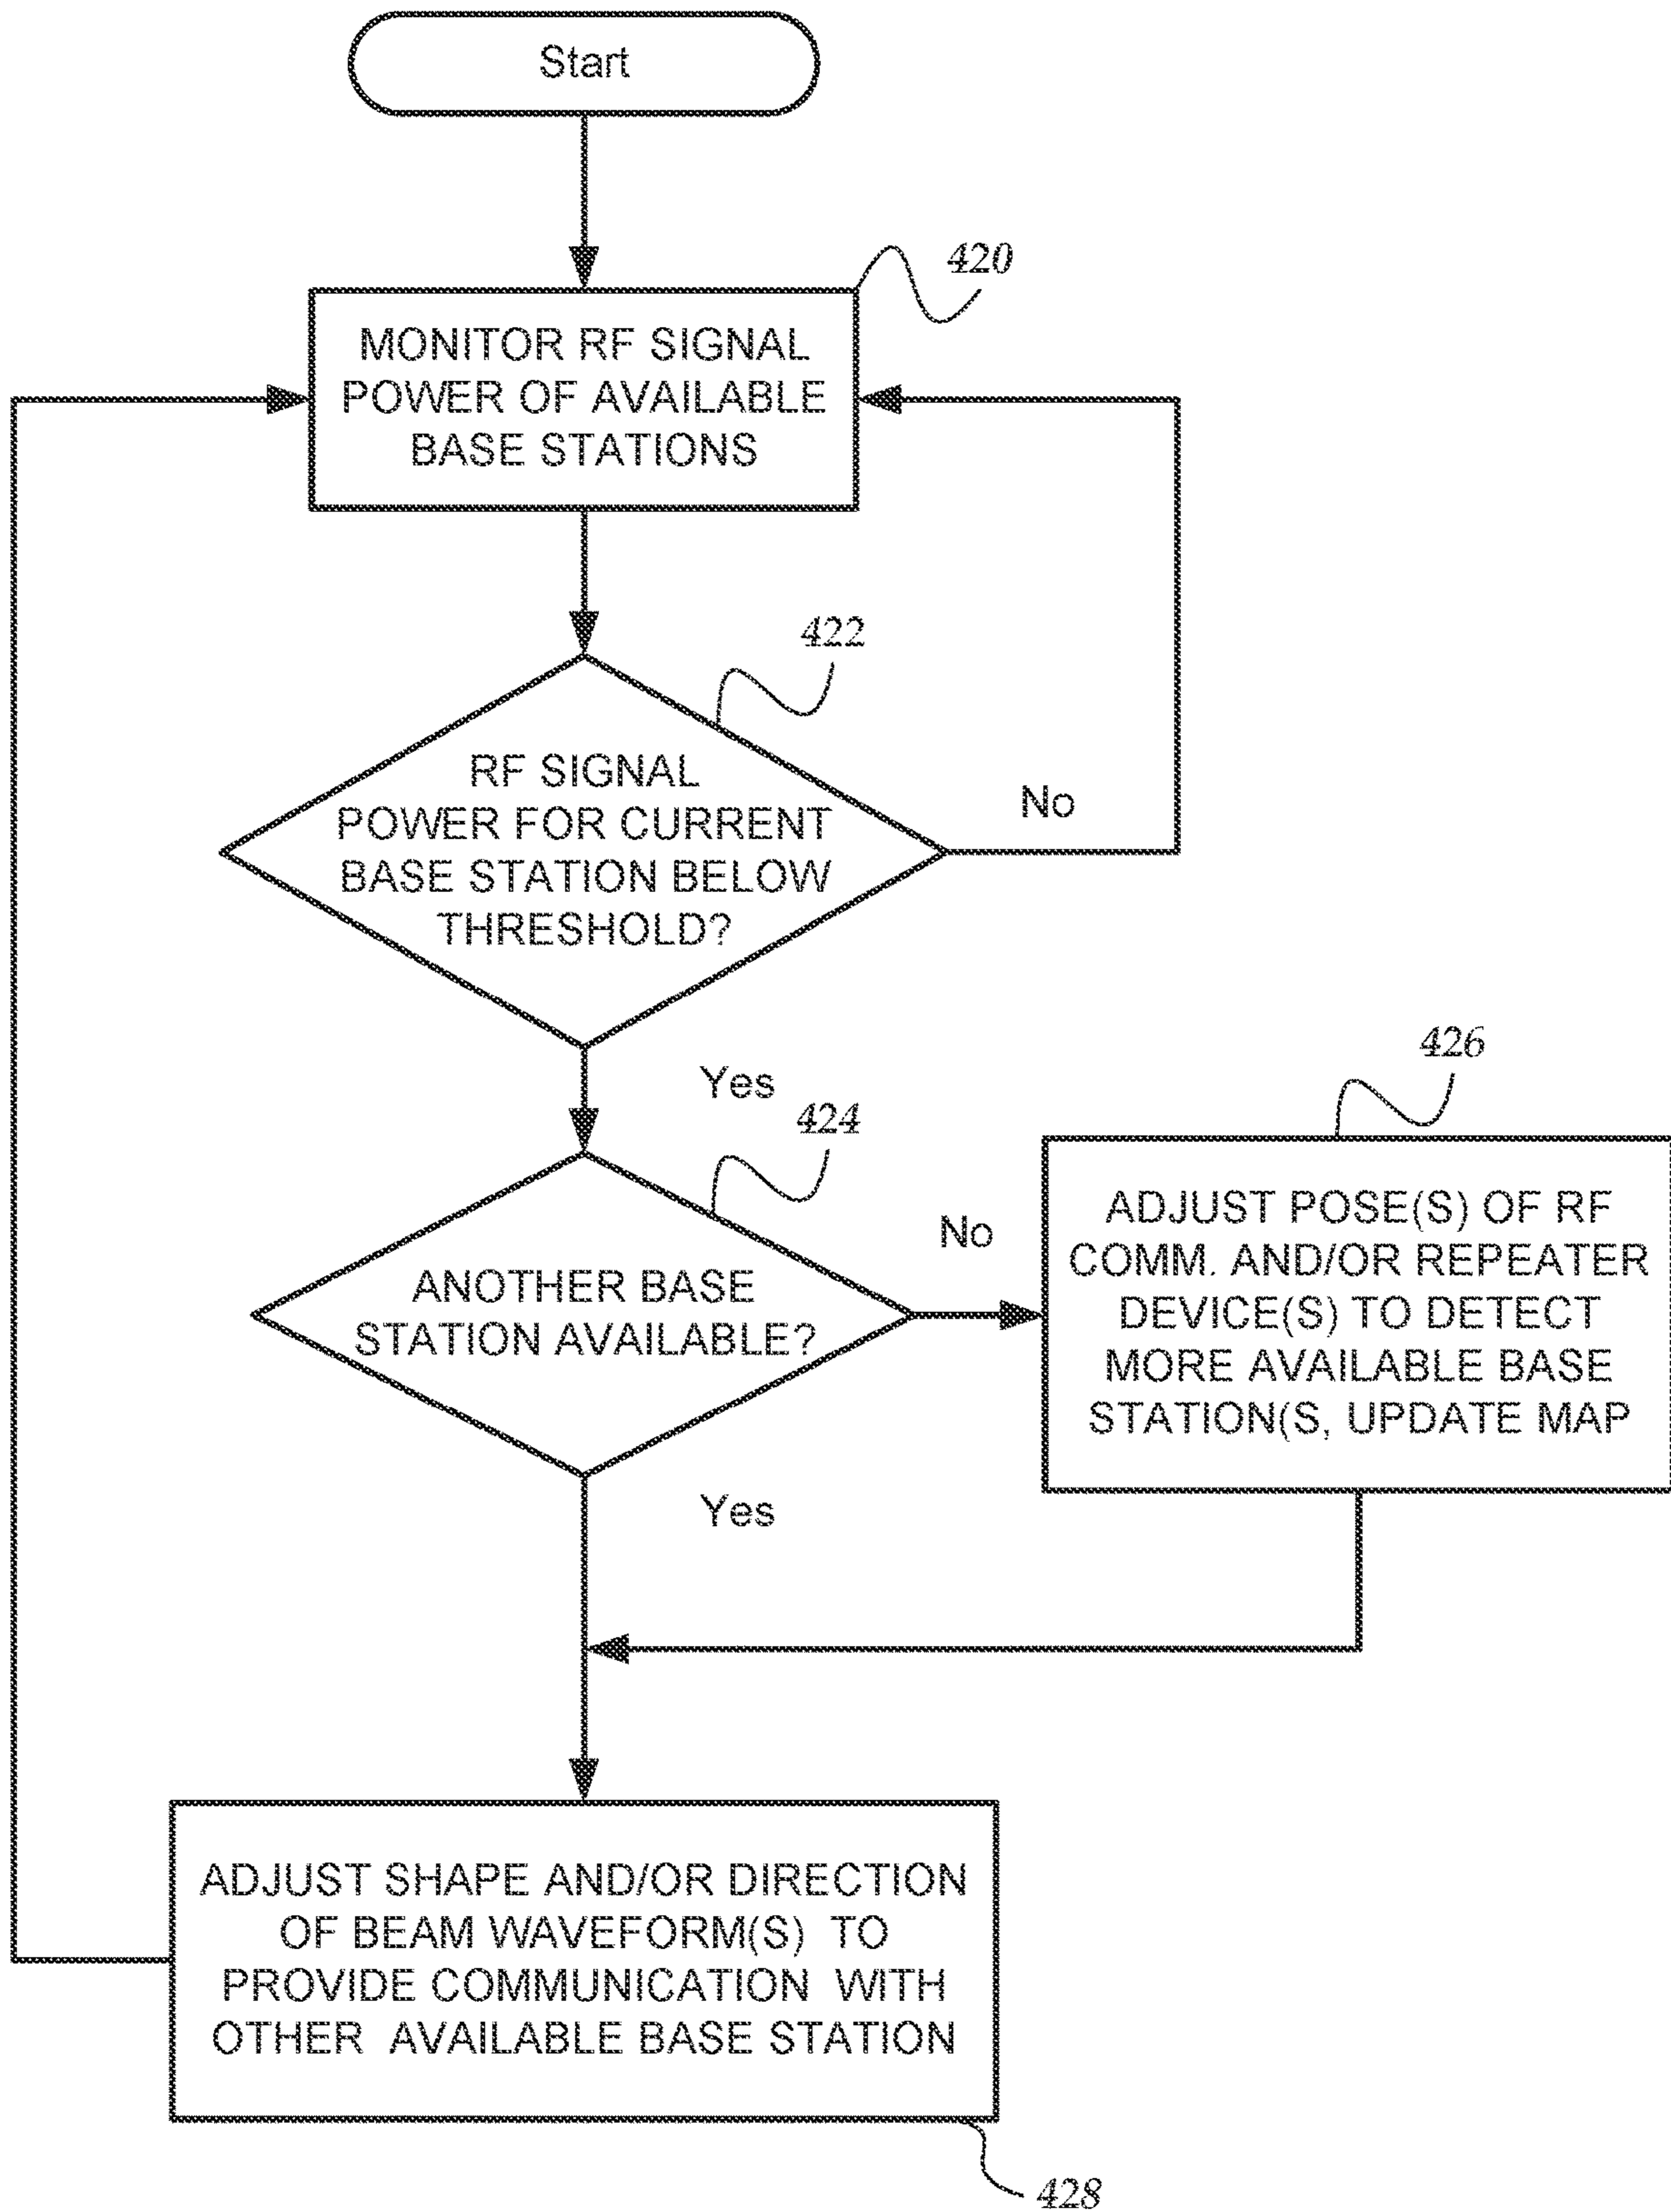 Start
420
MONITOR RF SIGNAL
POWER OF AVAILABLE
BASE STATIONS
422
RF SIGNAL
POWER FOR CURRENT
BASE STATION BELOW
THRESHOLD?
No
Yes
424
ANOTHER BASE
STATION AVAILABLE?
No
426
ADJUST POSE(S) OF RF
COMM. AND/OR REPEATER
DEVICE(S) TO DETECT
MORE AVAILABLE BASE
STATION(S, UPDATE MAP
Yes
ADJUST SHAPE AND/OR DIRECTION
OF BEAM WAVEFORM(S) TO
PROVIDE COMMUNICATION WITH
OTHER AVAILABLE BASE STATION
428